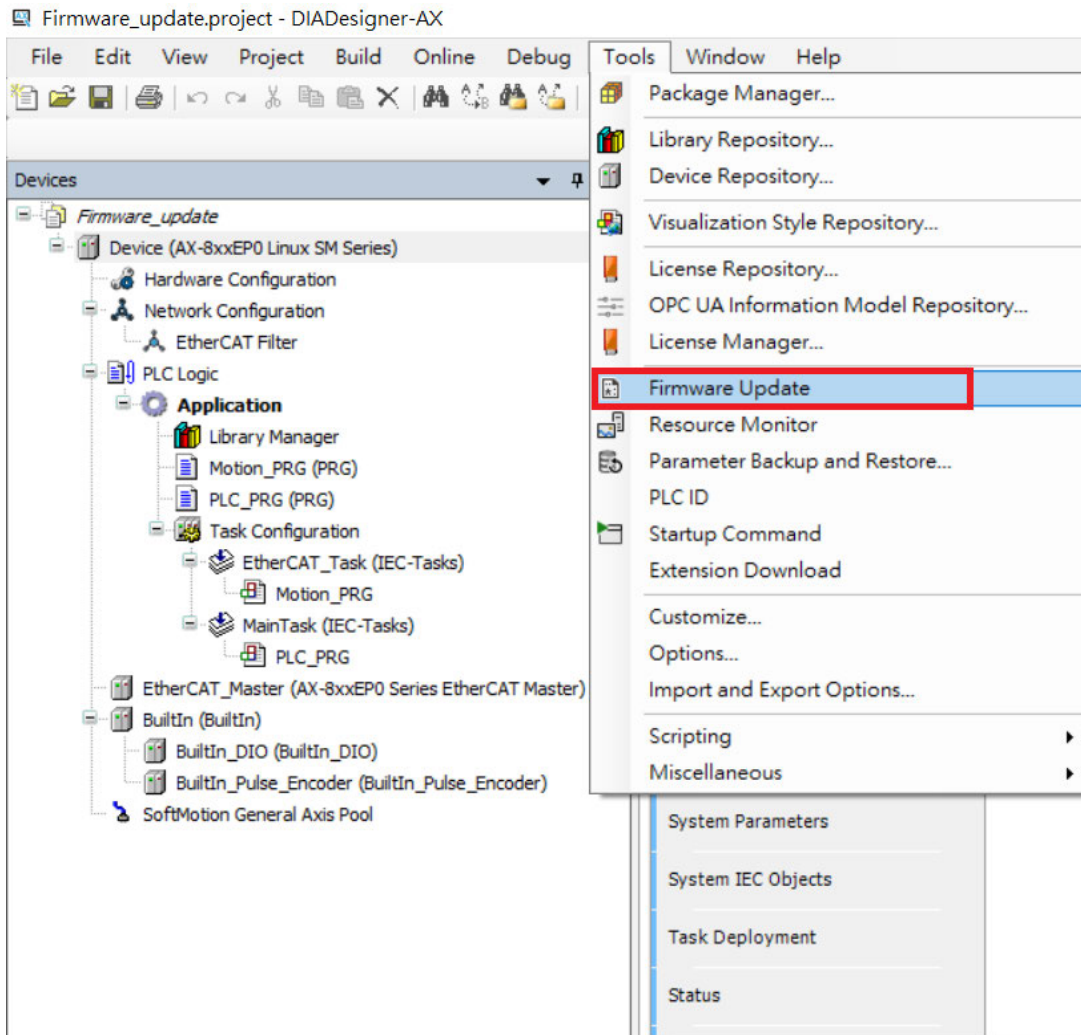 Firmware_update.project - DIADesigner-AX
File Edit View Project Build Online Debug Tools Window Help
Devices
Firmware_update
Device (AX-8xxEP0 Linux SM Series)
Hardware Configuration
Network Configuration
EtherCAT Filter
PLC Logic
Application
Library Manager
Motion_PRG (PRG)
PLC_PRG (PRG)
Task Configuration
EtherCAT_Task (IEC-Tasks)
Motion_PRG
MainTask (IEC-Tasks)
PLC_PRG
EtherCAT_Master (AX-8xxEP0 Series EtherCAT Master)
BuiltIn (BuiltIn)
BuiltIn_DIO (BuiltIn_DIO)
BuiltIn_Pulse_Encoder (BuiltIn_Pulse_Encoder)
SoftMotion General Axis Pool
Package Manager...
Library Repository...
Device Repository...
Visualization Style Repository...
License Repository...
OPC UA Information Model Repository...
License Manager...
Firmware Update
Resource Monitor
Parameter Backup and Restore...
PLC ID
Startup Command
Extension Download
Customize...
Options...
Import and Export Options...
Scripting
Miscellaneous
System Parameters
System IEC Objects
Task Deployment
Status